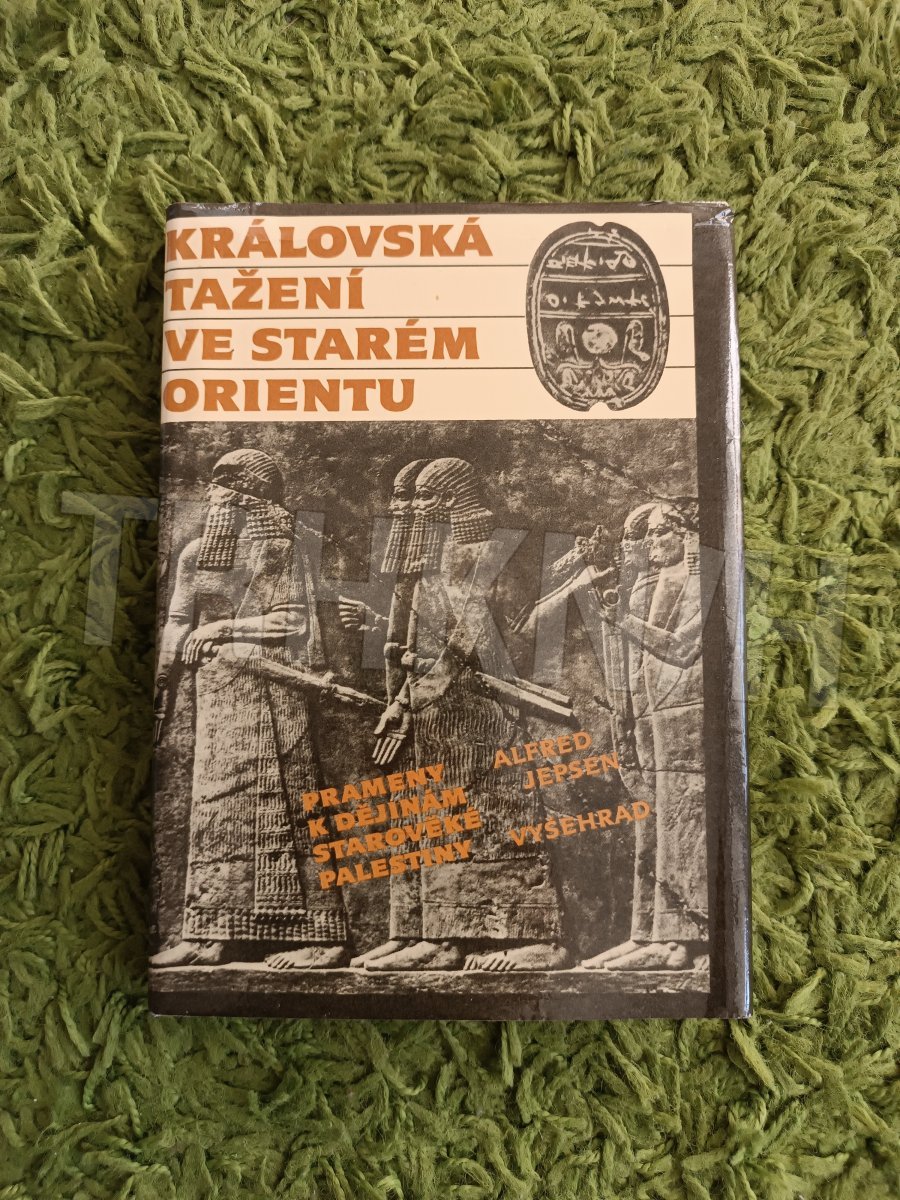 KRÁLOVSKÁ
TAŽENÍ
VE STARÉM
ORIENTU
PRAMENY
K DĚJINÁM
STAROVĚKÉ
PALESTINY
ALFRED
JEPSEN
VYŠEHRAD